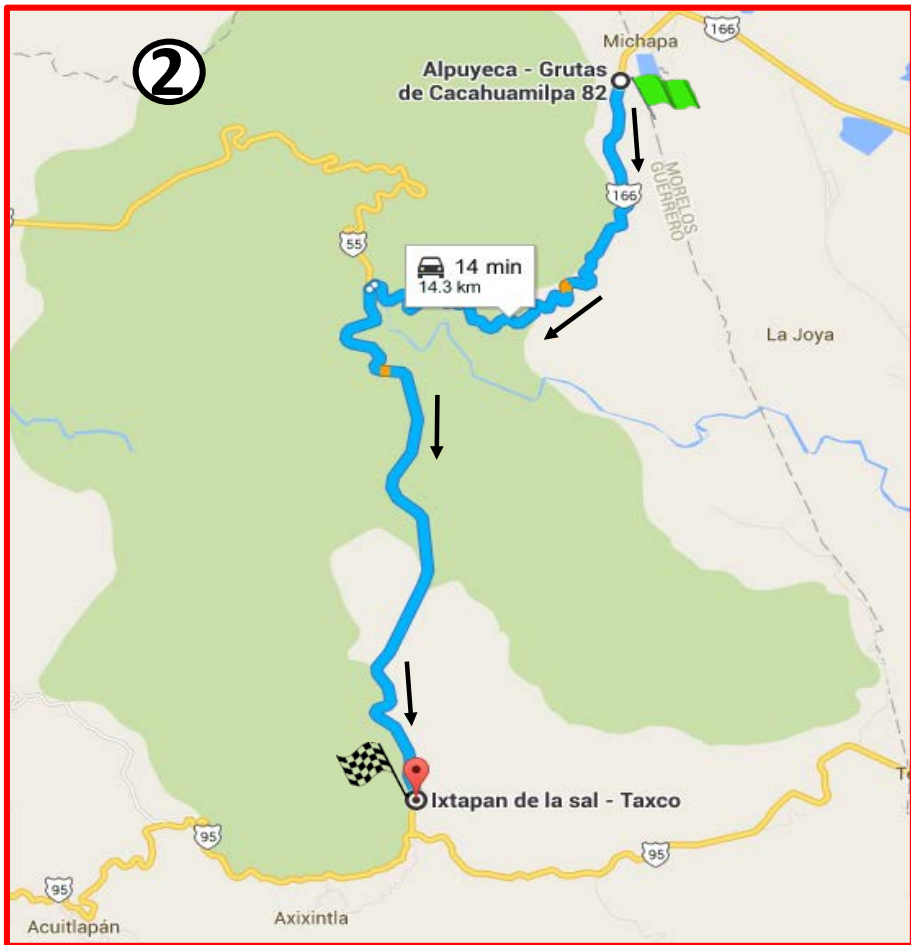 2
Michapa
166
Alpuyeca - Grutas
de Cacahuamilpa 82
166
MORELOS
GUERRERO
55
14 min
14.3 km
La Joya
Ixtapan de la sal - Taxco
95
95
95
Acuitlapán
Axixintla